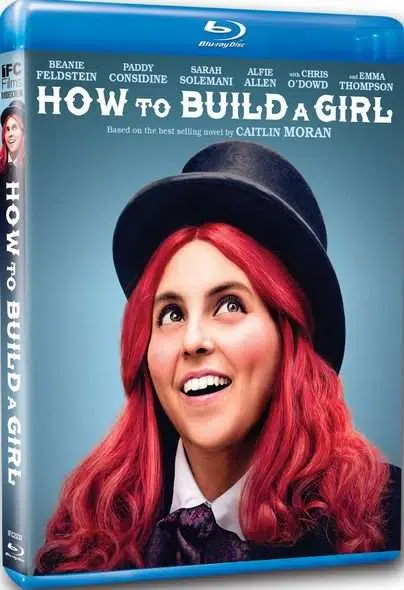 Blu-ray Disc
BEANIE FELDSTEIN
PADDY CONSIDINE
SARAH SOLEMANI
ALFIE ALLEN
with CHRIS O'DOWD
and EMMA THOMPSON
HOW TO BUILD A GIRL
Based on the best selling novel by CAITLIN MORAN
IFC
Films
HOW TO BUILD A GIRL